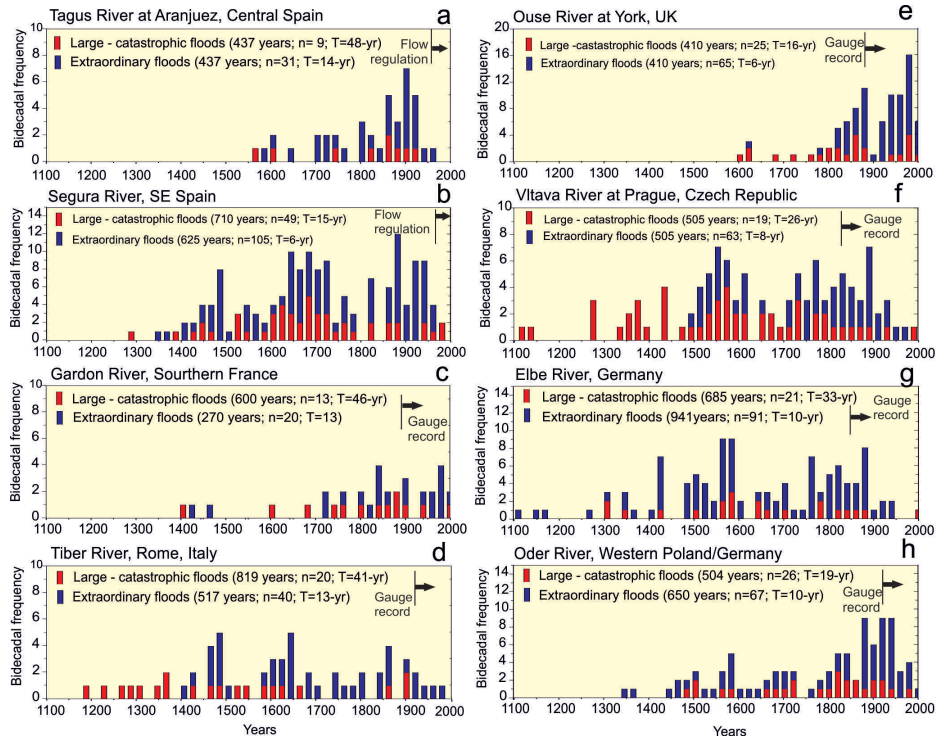 Tagus River at Aranjuez, Central Spain
a
Large - catastrophic floods (437 years; n= 9; T=48-yr)
Extraordinary floods (437 years; n=31; T=14-yr)
Flow
regulation
Bidecadal frequency
10
8
6
4
2
0
1100 1200 1300 1400 1500 1600 1700 1800 1900 2000
Segura River, SE Spain
b
Large - catastrophic floods (710 years; n=49; T=15-yr)
Extraordinary floods (625 years; n=105; T=6-yr)
Flow
regulation
Bidecadal frequency
14
12
10
8
6
4
2
0
1100 1200 1300 1400 1500 1600 1700 1800 1900 2000
Gardon River, Sourthern France
c
Large - catastrophic floods (600 years; n=13; T=46-yr)
Extraordinary floods (270 years; n=20; T=13)
Gauge
record
Bidecadal frequency
10
8
6
4
2
0
1100 1200 1300 1400 1500 1600 1700 1800 1900 2000
Tiber River, Rome, Italy
d
Large - catastrophic floods (819 years; n=20; T=41-yr)
Extraordinary floods (517 years; n=40; T=13-yr)
Gauge
record
Bidecadal frequency
10
8
6
4
2
0
1100 1200 1300 1400 1500 1600 1700 1800 1900 2000
Years
Ouse River at York, UK
e
Large -catastrophic floods (410 years; n=25; T=16-yr)
Extraordinary floods (410 years; n=65; T=6-yr)
Gauge
record
Bidecadal frequency
20
16
12
8
4
0
1100 1200 1300 1400 1500 1600 1700 1800 1900 2000
Vltava River at Prague, Czech Republic
f
Large - catastrophic floods (505 years; n=19; T=26-yr)
Extraordinary floods (505 years; n=63; T=8-yr)
Gauge
record
Bidecadal frequency
10
8
6
4
2
0
1100 1200 1300 1400 1500 1600 1700 1800 1900 2000
Elbe River, Germany
g
Large - catastrophic floods (685 years; n=21; T=33-yr)
Extraordinary floods (941years; n=91; T=10-yr)
Gauge
record
Bidecadal frequency
14
12
10
8
6
4
2
0
1100 1200 1300 1400 1500 1600 1700 1800 1900 2000
Oder River, Western Poland/Germany
h
Large - catastrophic floods (504 years; n=26; T=19-yr)
Extraordinary floods (650 years; n=67; T=10-yr)
Gauge
record
Bidecadal frequency
14
12
10
8
6
4
2
0
1100 1200 1300 1400 1500 1600 1700 1800 1900 2000
Years